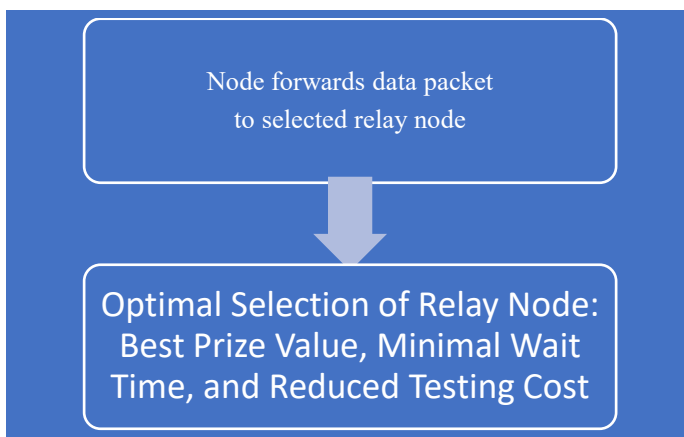 Node forwards data packet
to selected relay node
Optimal Selection of Relay Node:
Best Prize Value, Minimal Wait
Time, and Reduced Testing Cost